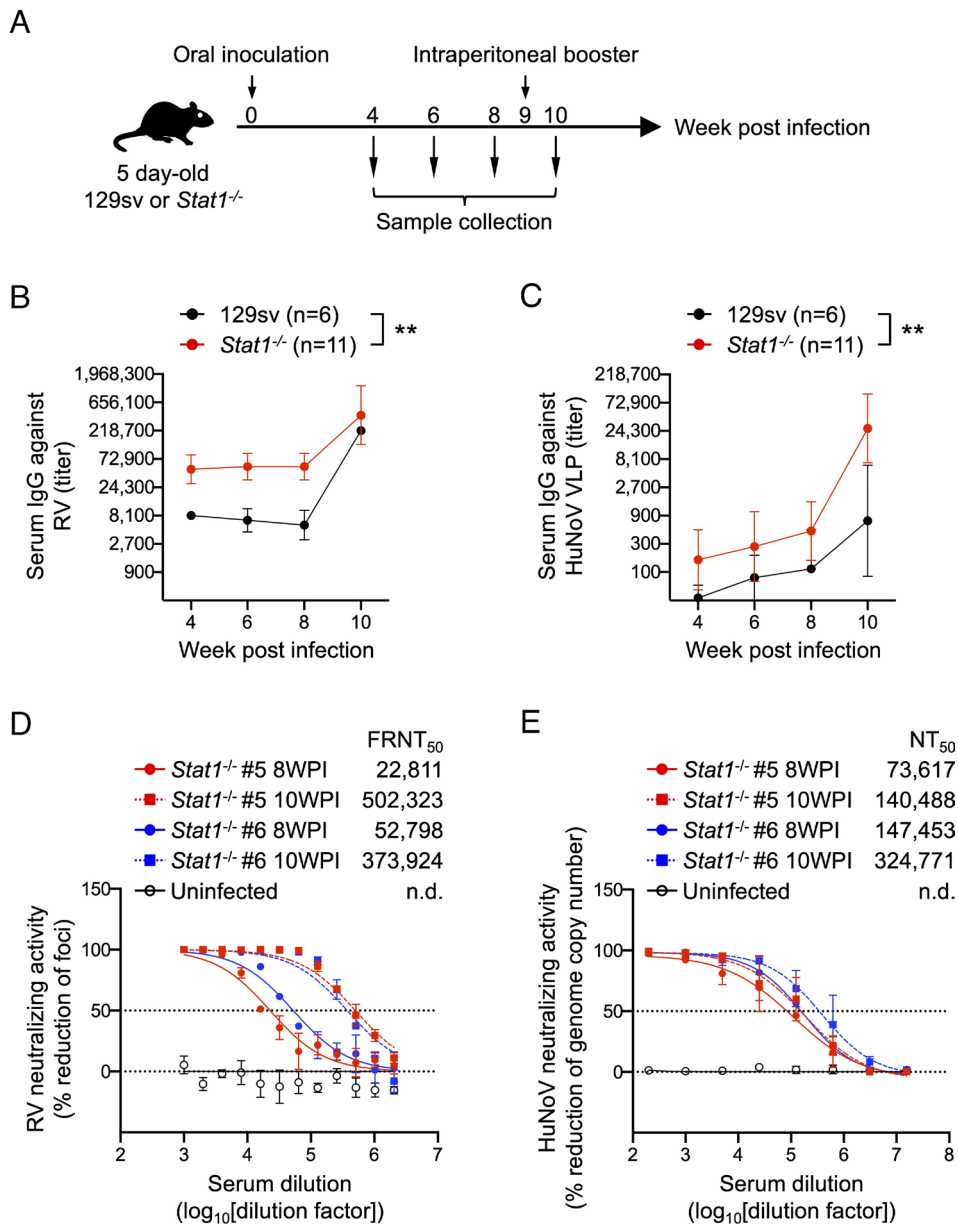 A
Oral inoculation
Intraperitoneal booster
0 4 6 8 9 10
Week post infection
5 day-old
129sv or Stat1-/-
Sample collection
B
129sv (n=6)
Stat1-/- (n=11)
**
Serum IgG against
RV (titer)
1,968,300
656,100
218,700
72,900
24,300
8,100
2,700
900
4 6 8 10
Week post infection
C
129sv (n=6)
Stat1-/- (n=11)
**
Serum IgG against
HuNoV VLP (titer)
218,700
72,900
24,300
8,100
2,700
900
300
100
4 6 8 10
Week post infection
D
FRNT50
Stat1-/- #5 8WPI 22,811
Stat1-/- #5 10WPI 502,323
Stat1-/- #6 8WPI 52,798
Stat1-/- #6 10WPI 373,924
Uninfected n.d.
RV neutralizing activity
(% reduction of foci)
150
100
50
0
2 3 4 5 6 7
Serum dilution
(log10[dilution factor])
E
NT50
Stat1-/- #5 8WPI 73,617
Stat1-/- #5 10WPI 140,488
Stat1-/- #6 8WPI 147,453
Stat1-/- #6 10WPI 324,771
Uninfected n.d.
HuNoV neutralizing activity
(% reduction of genome copy number)
150
100
50
0
2 3 4 5 6 7 8
Serum dilution
(log10[dilution factor])